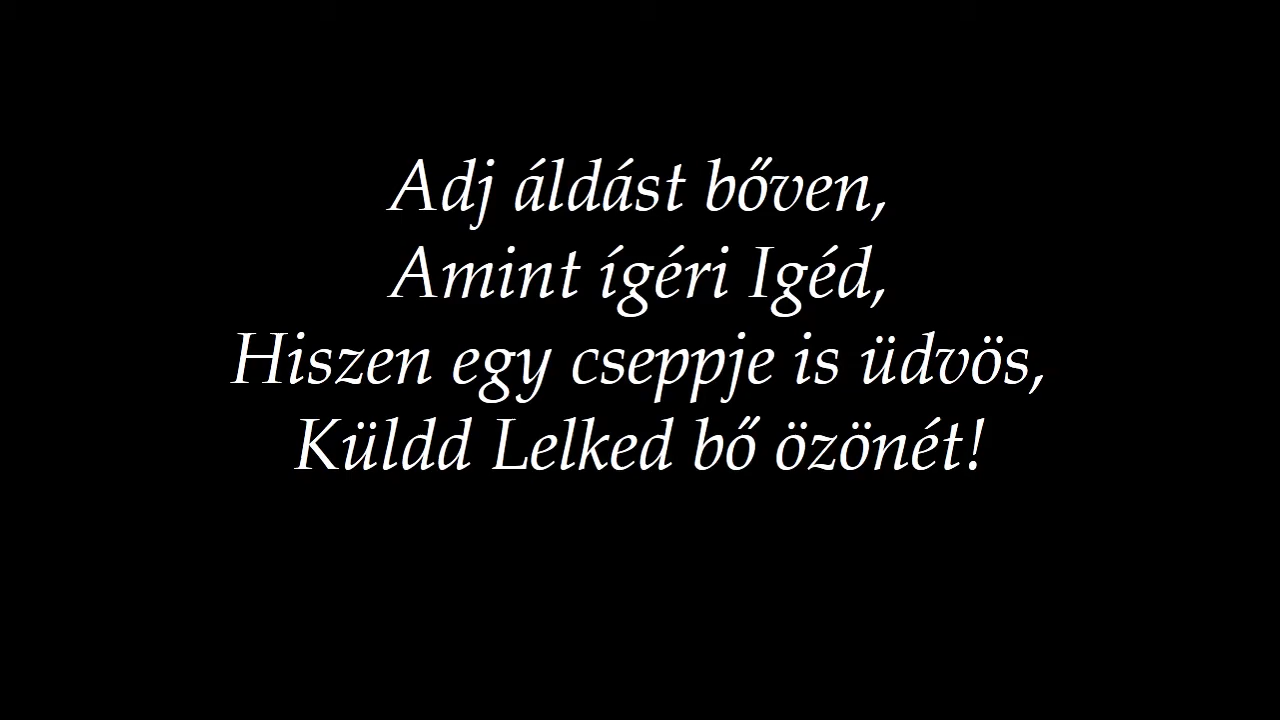 Adj áldást bőven,
Amint ígéri Igéd,
Hiszen egy cseppje is üdvös,
Küldd Lelked bő özönét!